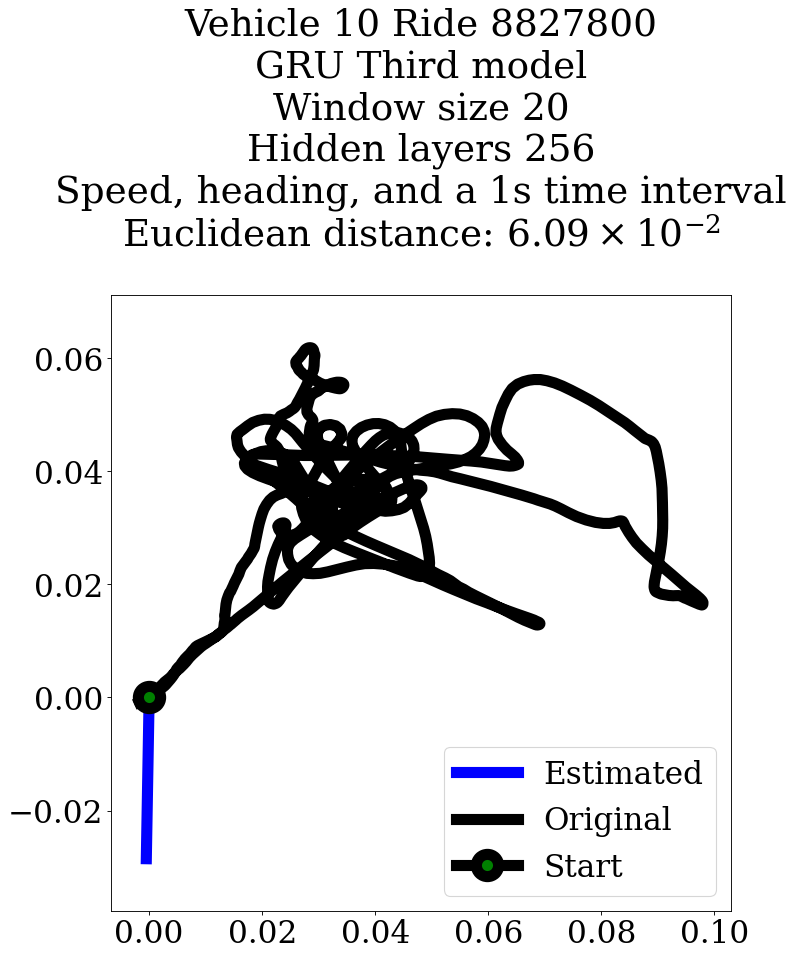 Vehicle 10 Ride 8827800
GRU Third model
Window size 20
Hidden layers 256
Speed, heading, and a 1s time interval
Euclidean distance: 6.09 × 10⁻²
0.06
0.04
0.02
0.00
−0.02
Estimated
Original
Start
0.00 0.02 0.04 0.06 0.08 0.10